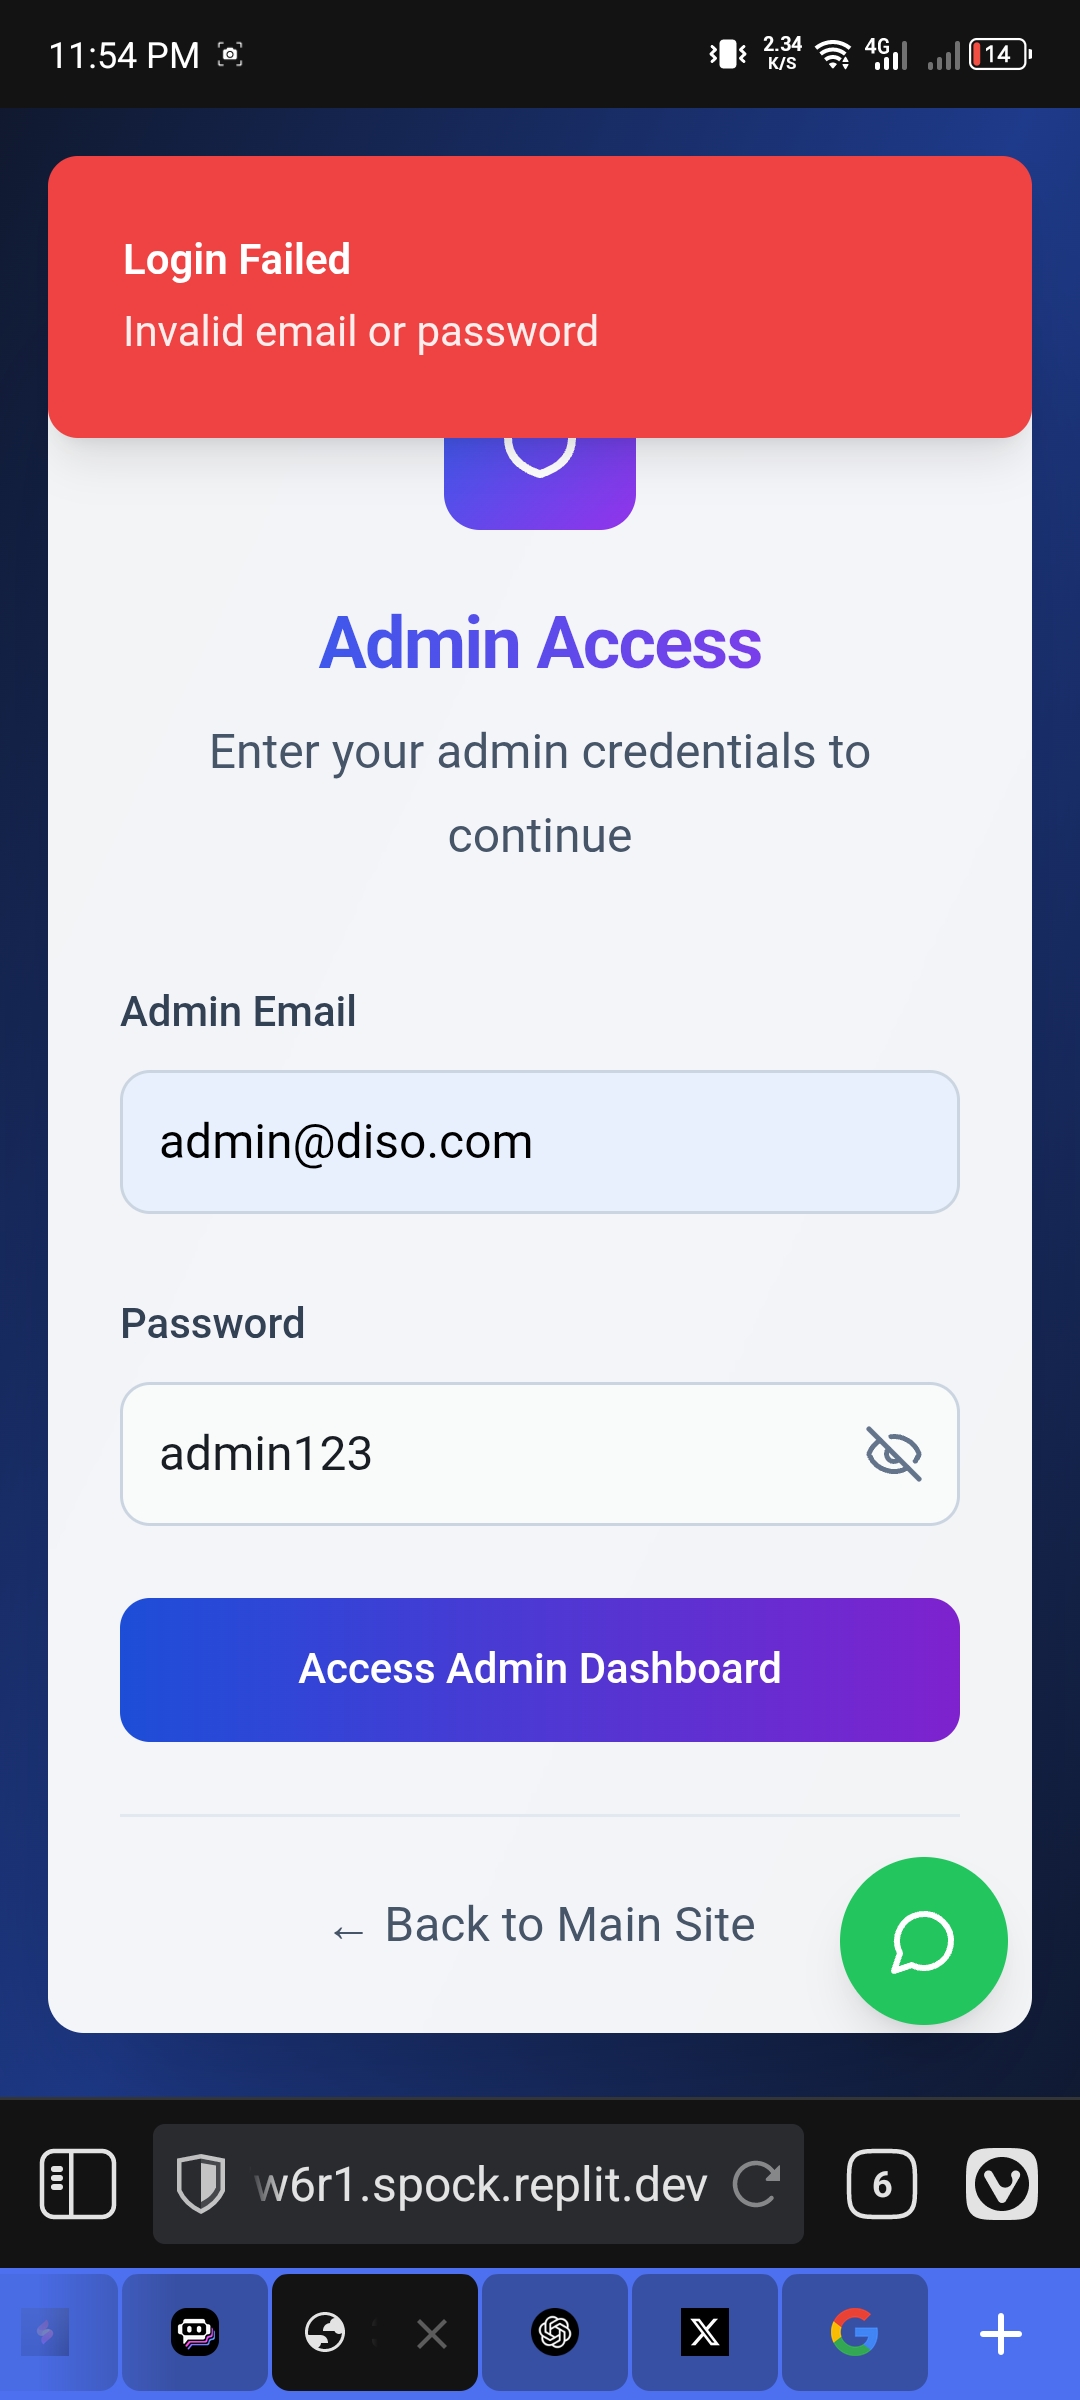 11:54 PM
2.34
K/S
4G
14
Login Failed
Invalid email or password
Admin Access
Enter your admin credentials to
continue
Admin Email
admin@diso.com
Password
admin123
Access Admin Dashboard
← Back to Main Site
w6r1.spock.replit.dev
6